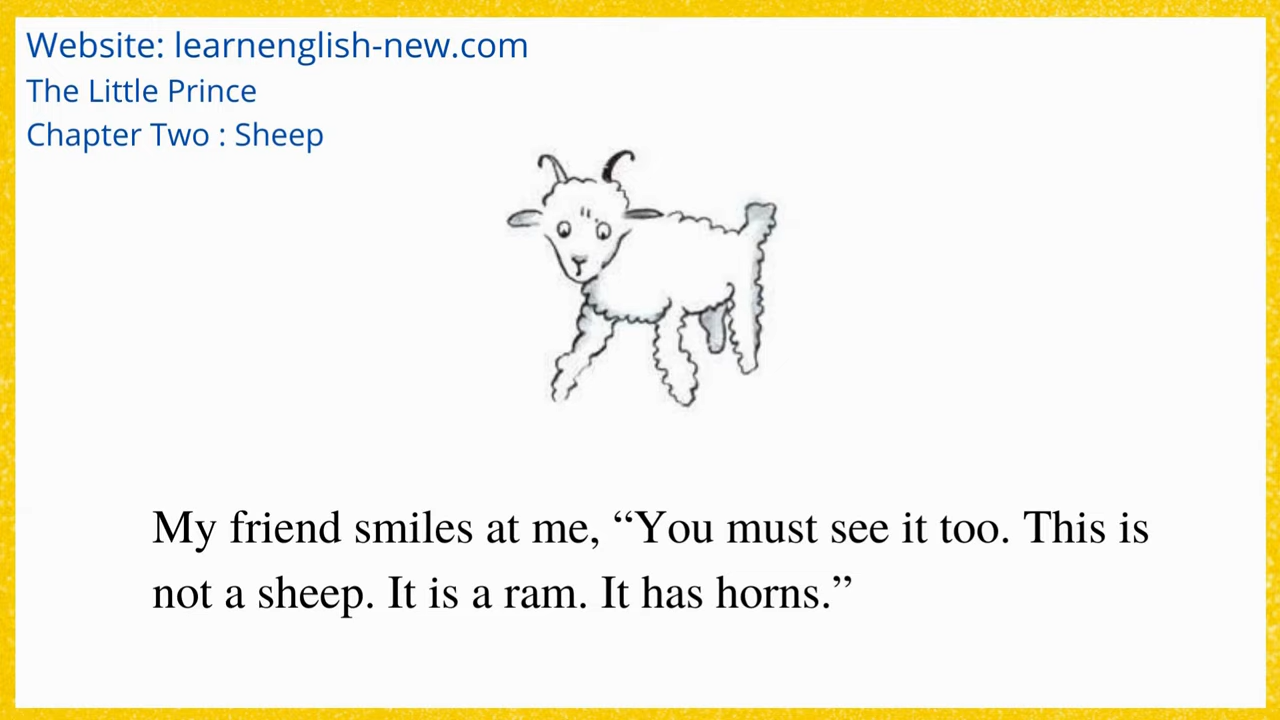 Website: learnenglish-new.com
The Little Prince
Chapter Two : Sheep
My friend smiles at me, “You must see it too. This is
not a sheep. It is a ram. It has horns.”